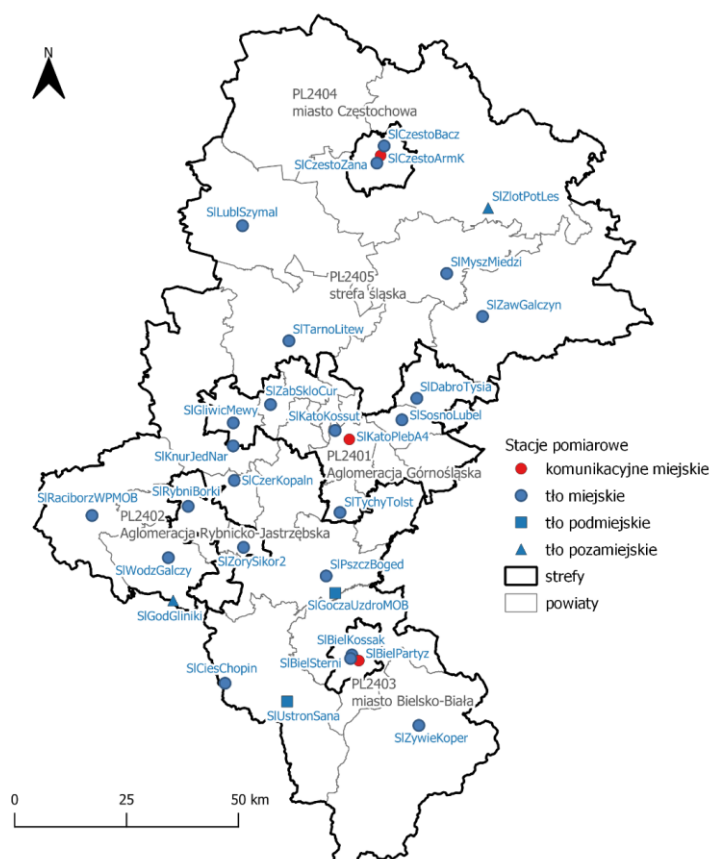 N
PL2404
miasto Częstochowa
SlCzestoBacz
SlCzestoZana
SlCzestoArmK
SlZlotPotLes
SlLublSzymal
SlMyszMiedzi
PL2405
strefa śląska
SlZawGalczyn
SlTarnoLitew
SlDabroTysia
SlZabSkloCur
SlGliwicMewy
SlKatoKossut
SlSosnoLubel
SlKatoPlebA4
SlKnurJedNar
PL2401
Aglomeracja Górnośląska
SlCzerKopaln
SlRaciborzWPMOB
SlRybniBorki
SlTychyTolst
PL2402
Aglomeracja Rybnicko-Jastrzębska
SlZorySikor2
SlWodzGalczy
SlPszczBoged
SlGodGliniki
SlGoczaUzdroMOB
SlBielKossak
SlBielPartyz
SlBielSterni
SlCiesChopin
PL2403
miasto Bielsko-Biała
SlUstronSana
SlZywieKoper
Stacje pomiarowe
komunikacyjne miejskie
tło miejskie
tło podmiejskie
tło pozamiejskie
strefy
powiaty
0 25 50 km